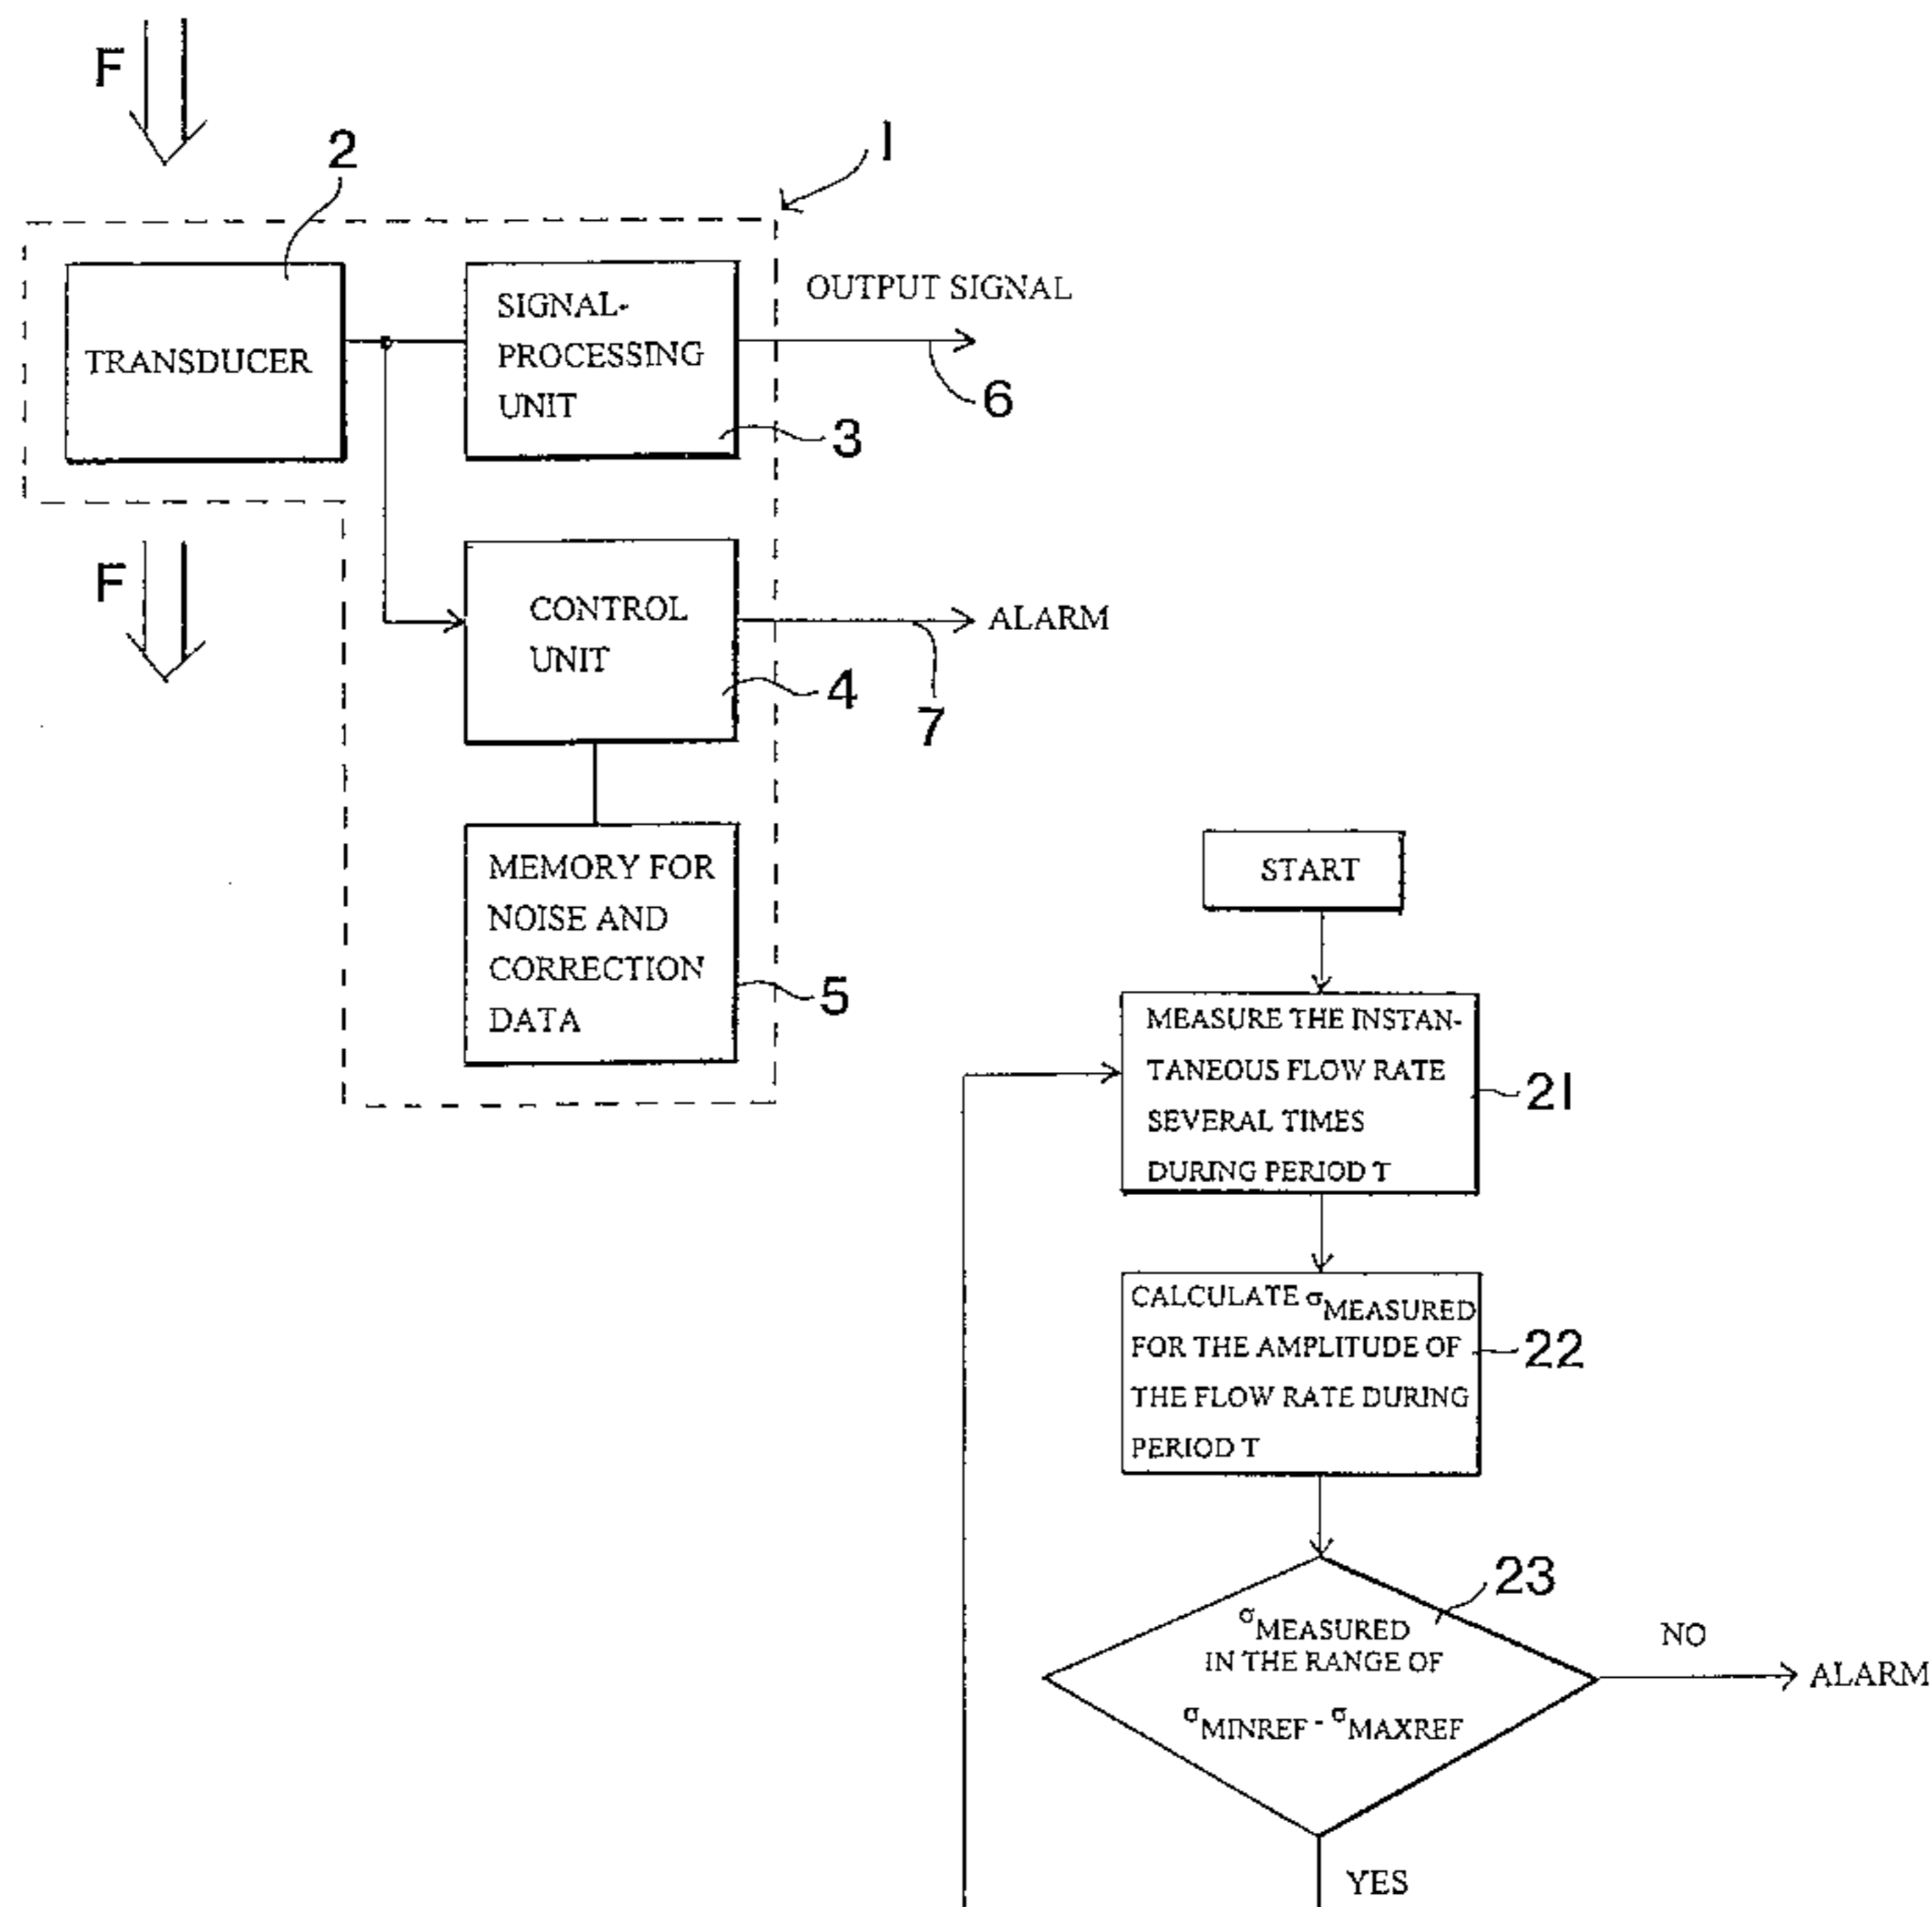 F
2
1
TRANSDUCER
SIGNAL-
PROCESSING
UNIT
3
OUTPUT SIGNAL
6
F
CONTROL
UNIT
4
ALARM
7
MEMORY FOR
NOISE AND
CORRECTION
DATA
5
START
MEASURE THE INSTAN-
TANEOUS FLOW RATE
SEVERAL TIMES
DURING PERIOD T
21
CALCULATE σMEASURED
FOR THE AMPLITUDE OF
THE FLOW RATE DURING
PERIOD T
22
σMEASURED
IN THE RANGE OF
σMINREF - σMAXREF
23
NO
ALARM
YES